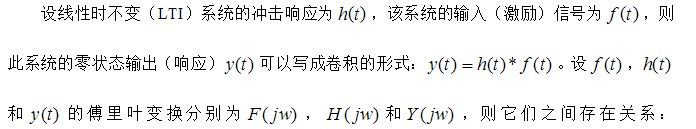 设线性时不变（LTI）系统的冲击响应为 h(t)，该系统的输入（激励）信号为 f(t)，则
此系统的零状态输出（响应）y(t) 可以写成卷积的形式：y(t) = h(t)* f(t)。设 f(t)，h(t)
和 y(t) 的傅里叶变换分别为 F(jw)，H(jw) 和 Y(jw)，则它们之间存在关系：